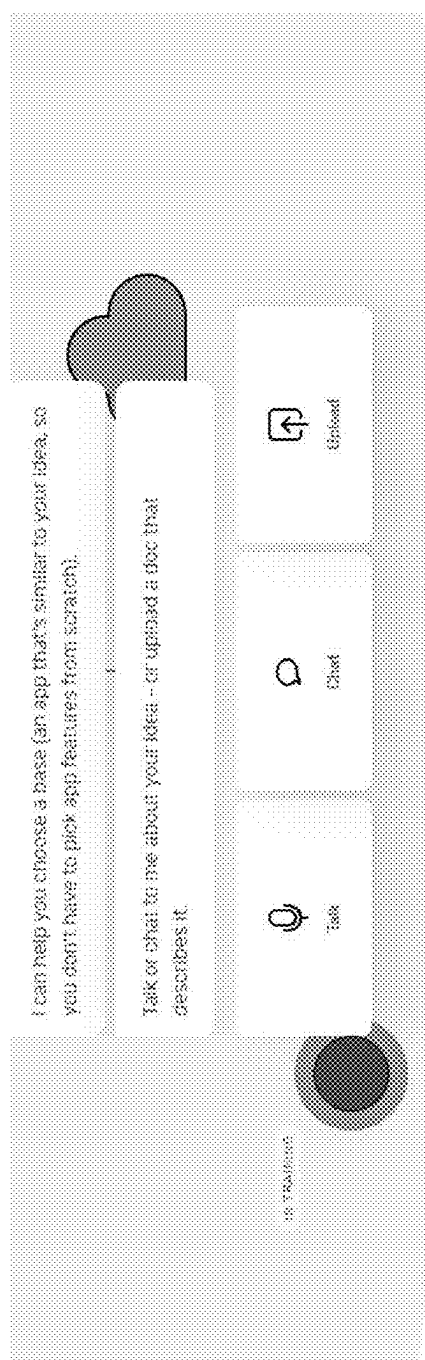 I can help you choose a base (an app that's similar to your idea, so
you don't have to pick app features from scratch).
Talk or chat to me about your idea – or upload a doc that
describes it.
Talk
Chat
Upload
IN TRAINING